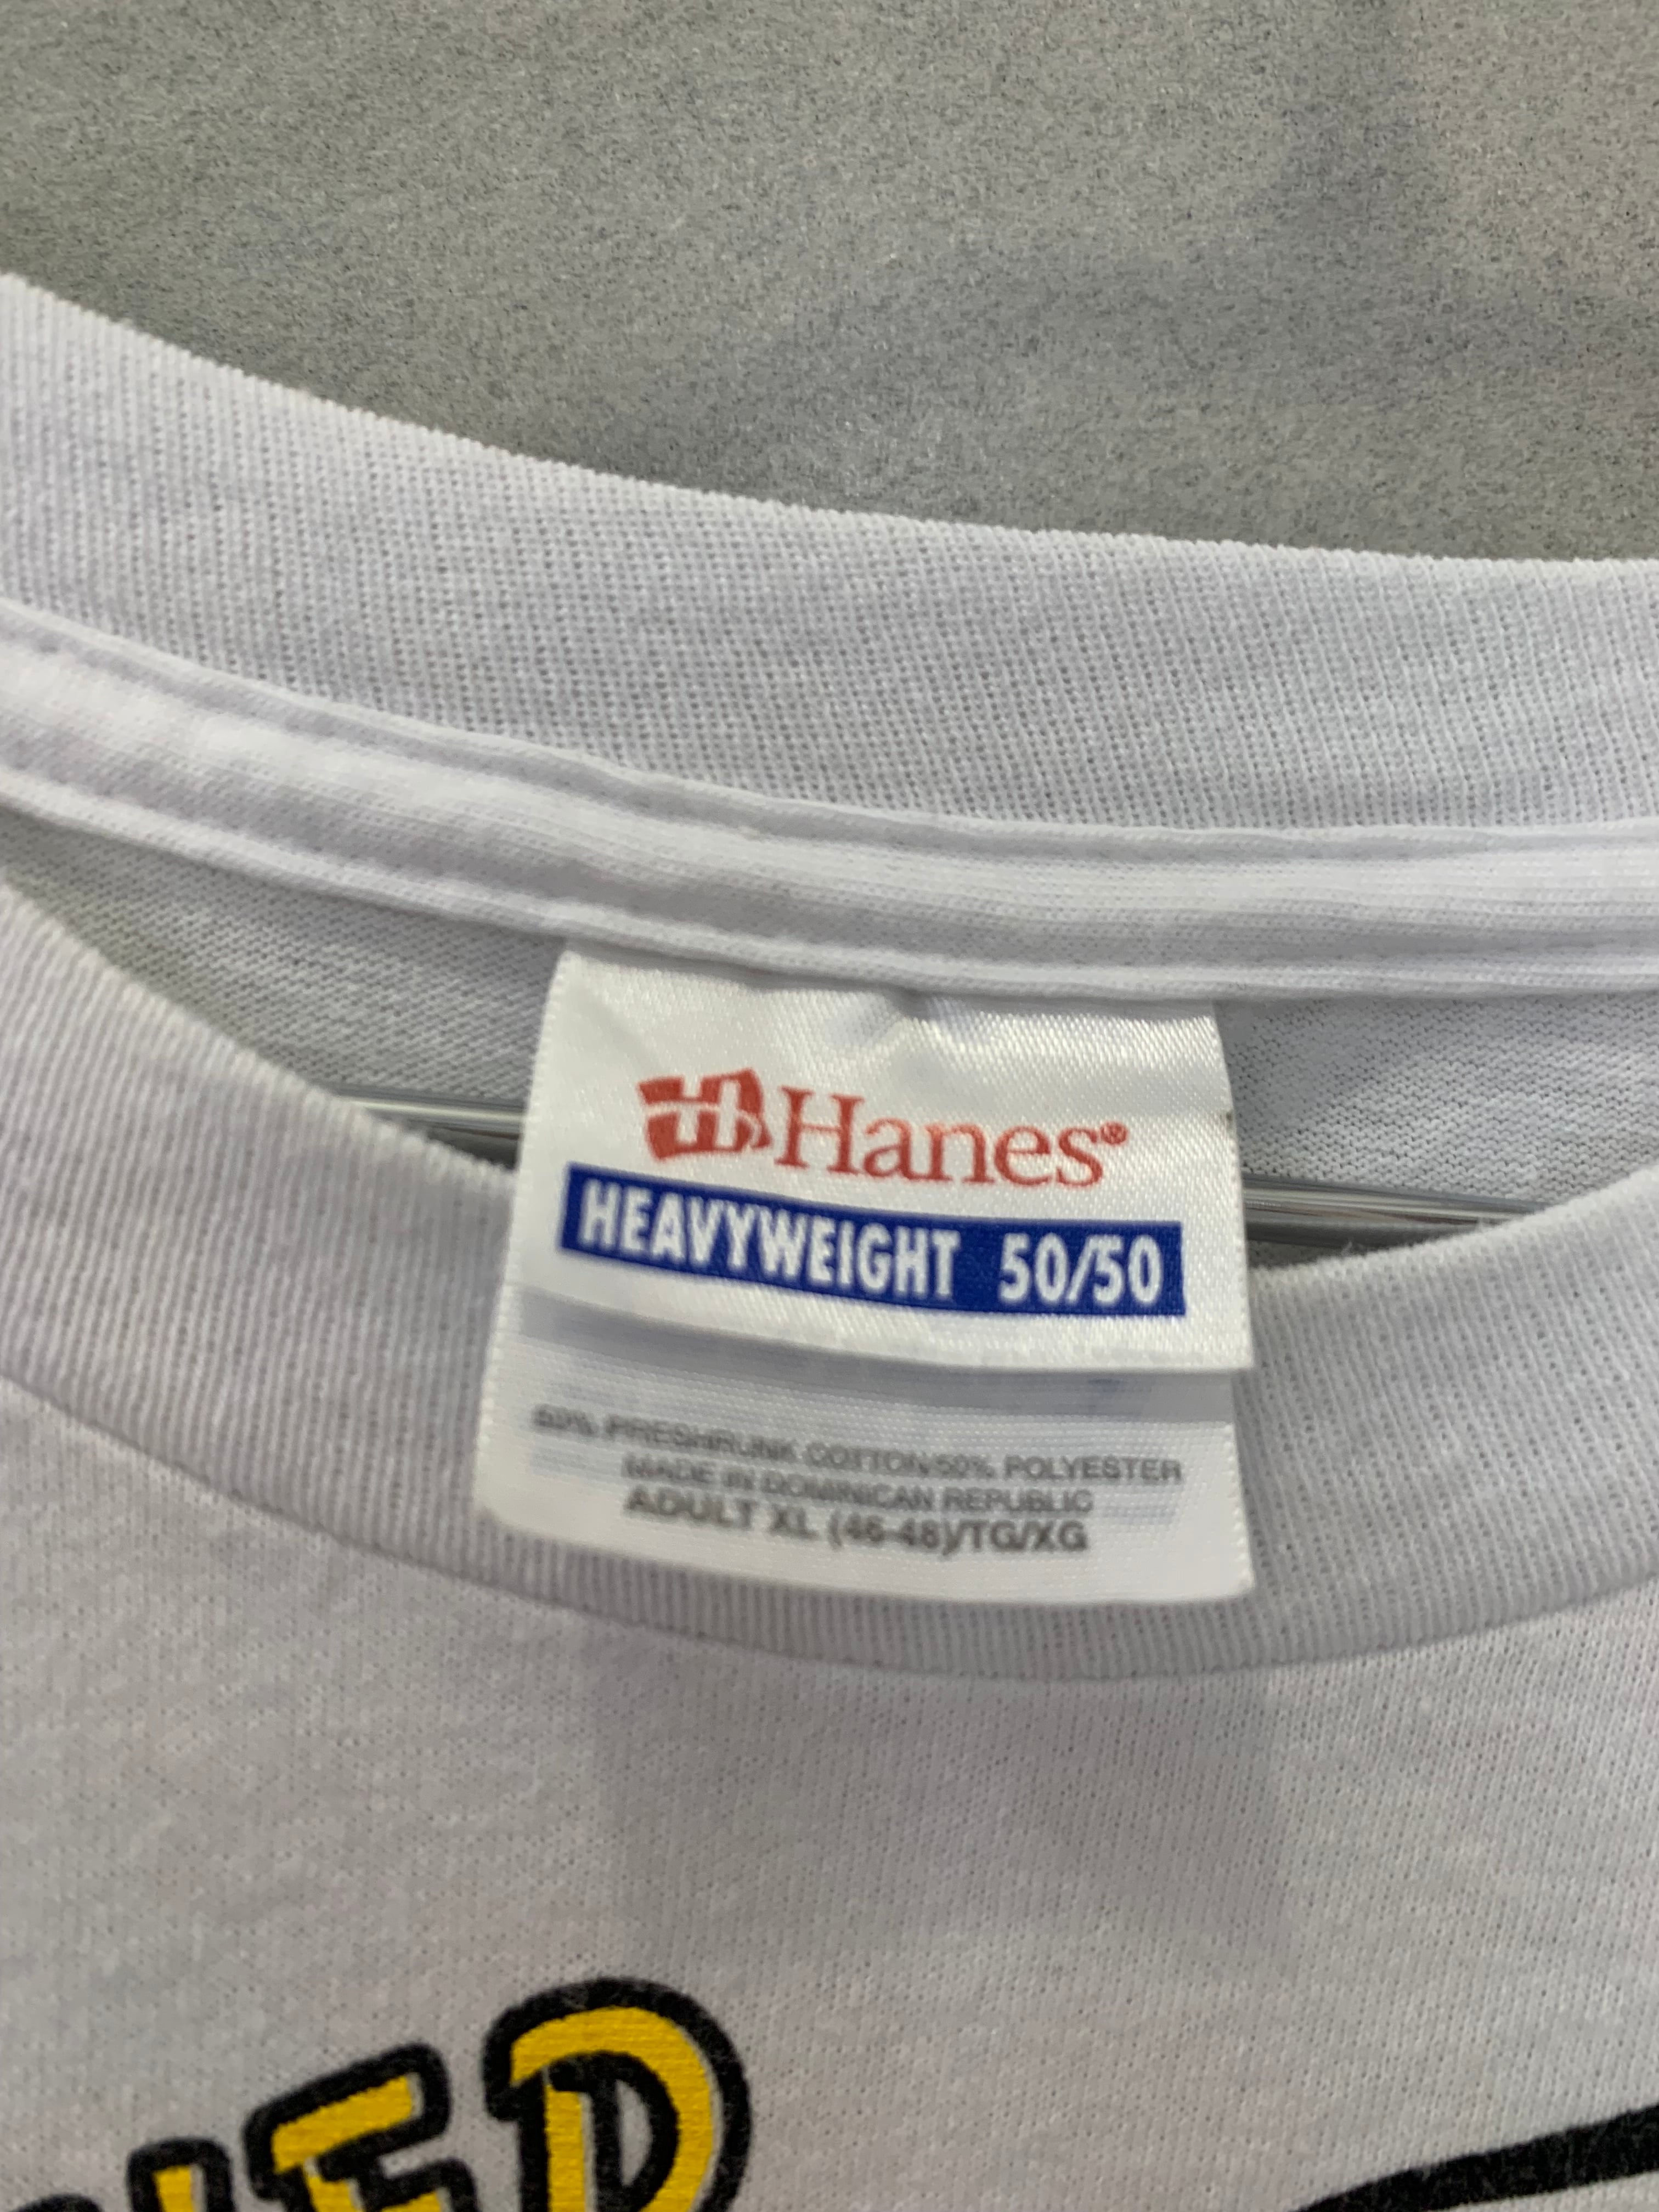 Hanes®
HEAVYWEIGHT 50/50
50% PRESHRUNK COTTON/50% POLYESTER
MADE IN DOMINICAN REPUBLIC
ADULT XL (46-48)/TG/XG
ED